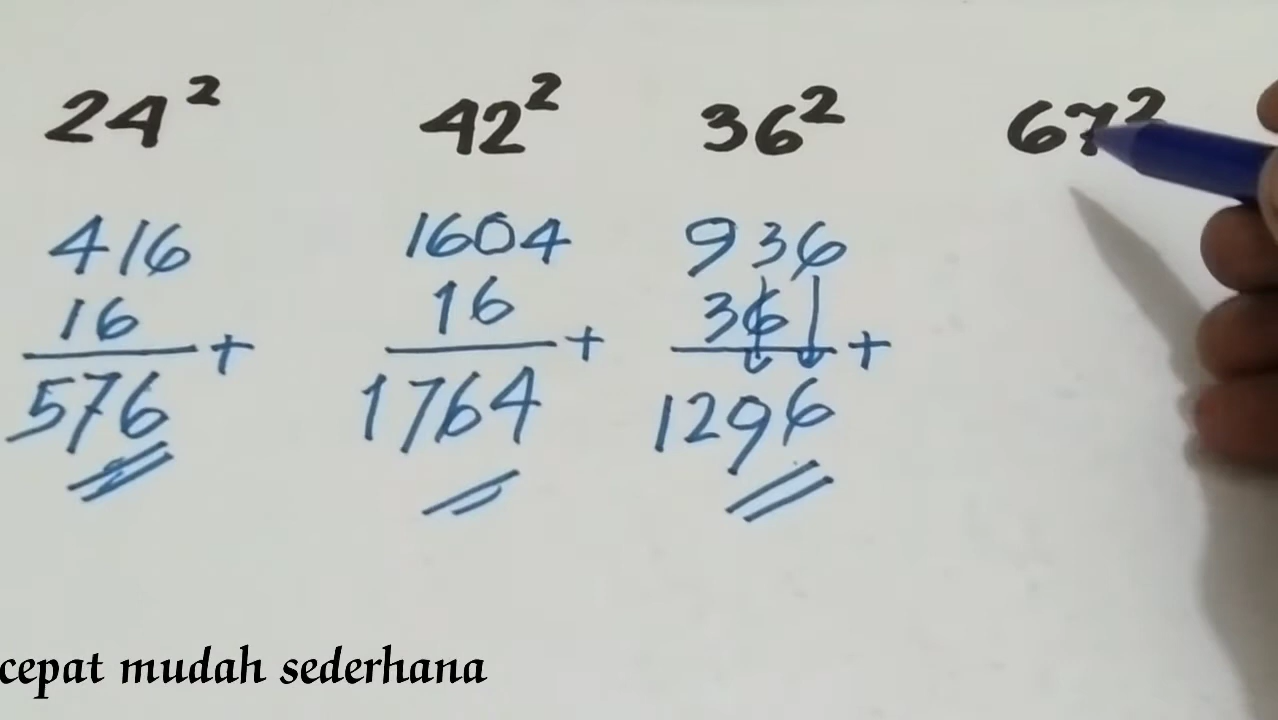 24² 42² 36² 67²
416 1604 936
16 + 16 + 36 +
576 1764 1296
cepat mudah sederhana